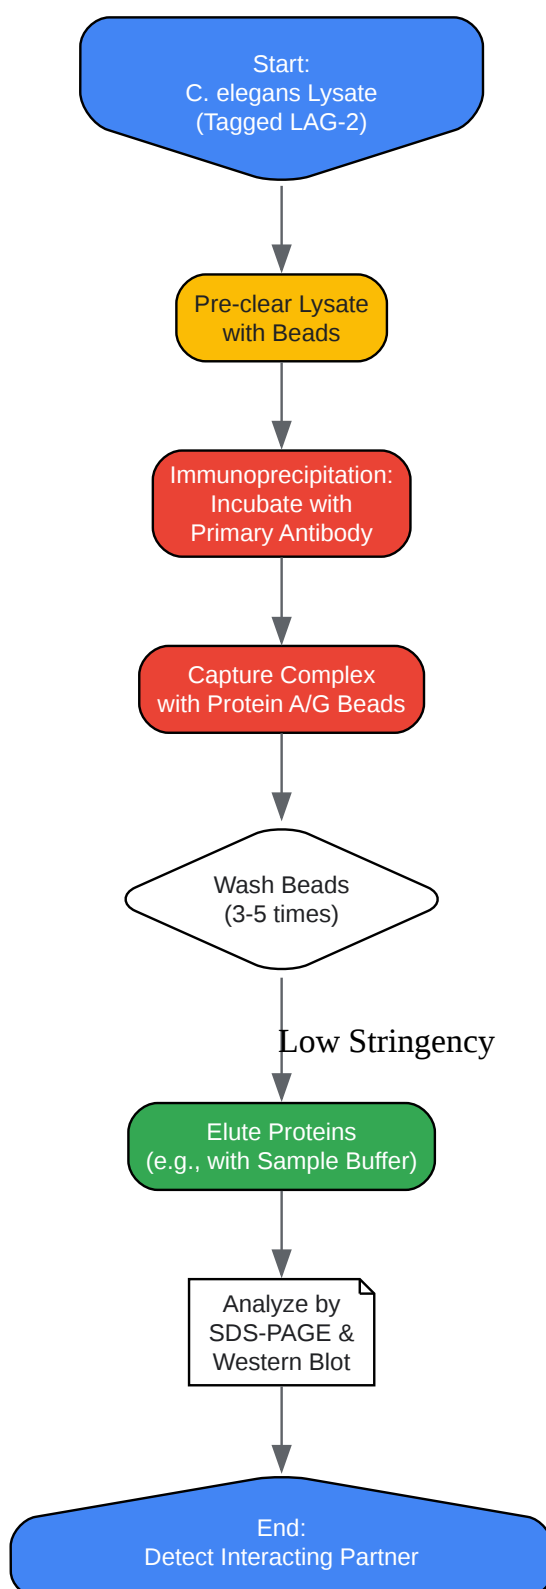 Start:
C. elegans Lysate
(Tagged LAG-2)
Pre-clear Lysate
with Beads
Immunoprecipitation:
Incubate with
Primary Antibody
Capture Complex
with Protein A/G Beads
Wash Beads
(3-5 times)
Low Stringency
Elute Proteins
(e.g., with Sample Buffer)
Analyze by
SDS-PAGE &
Western Blot
End:
Detect Interacting Partner